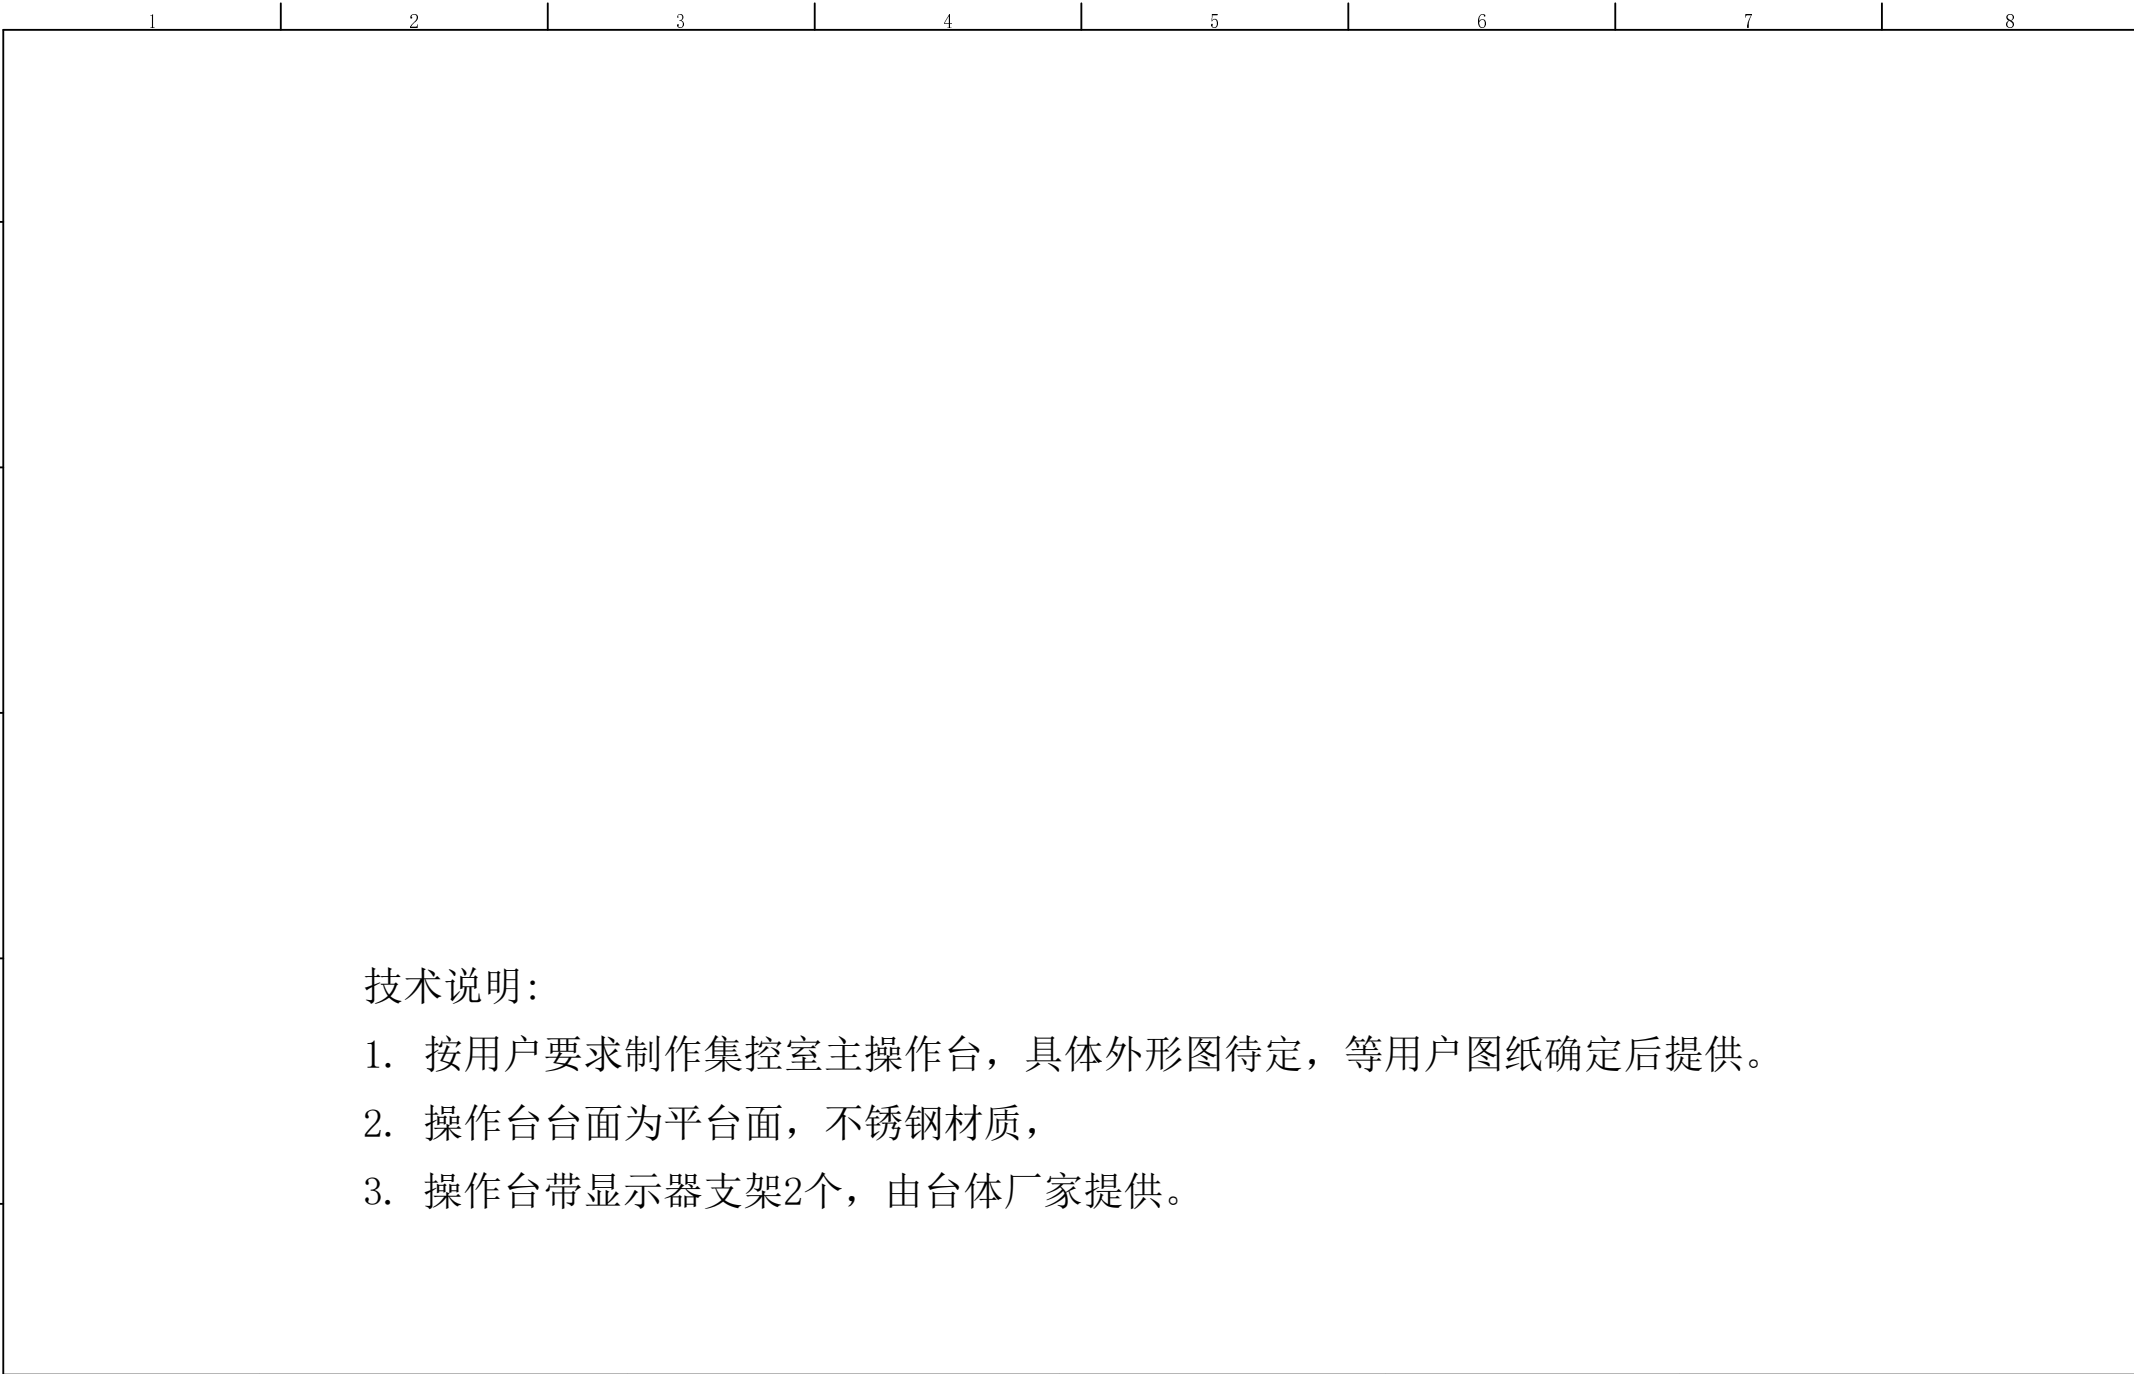 1 2 3 4 5 6 7 8
技术说明:
1. 按用户要求制作集控室主操作台，具体外形图待定，等用户图纸确定后提供。
2. 操作台台面为平台面，不锈钢材质，
3. 操作台带显示器支架2个，由台体厂家提供。